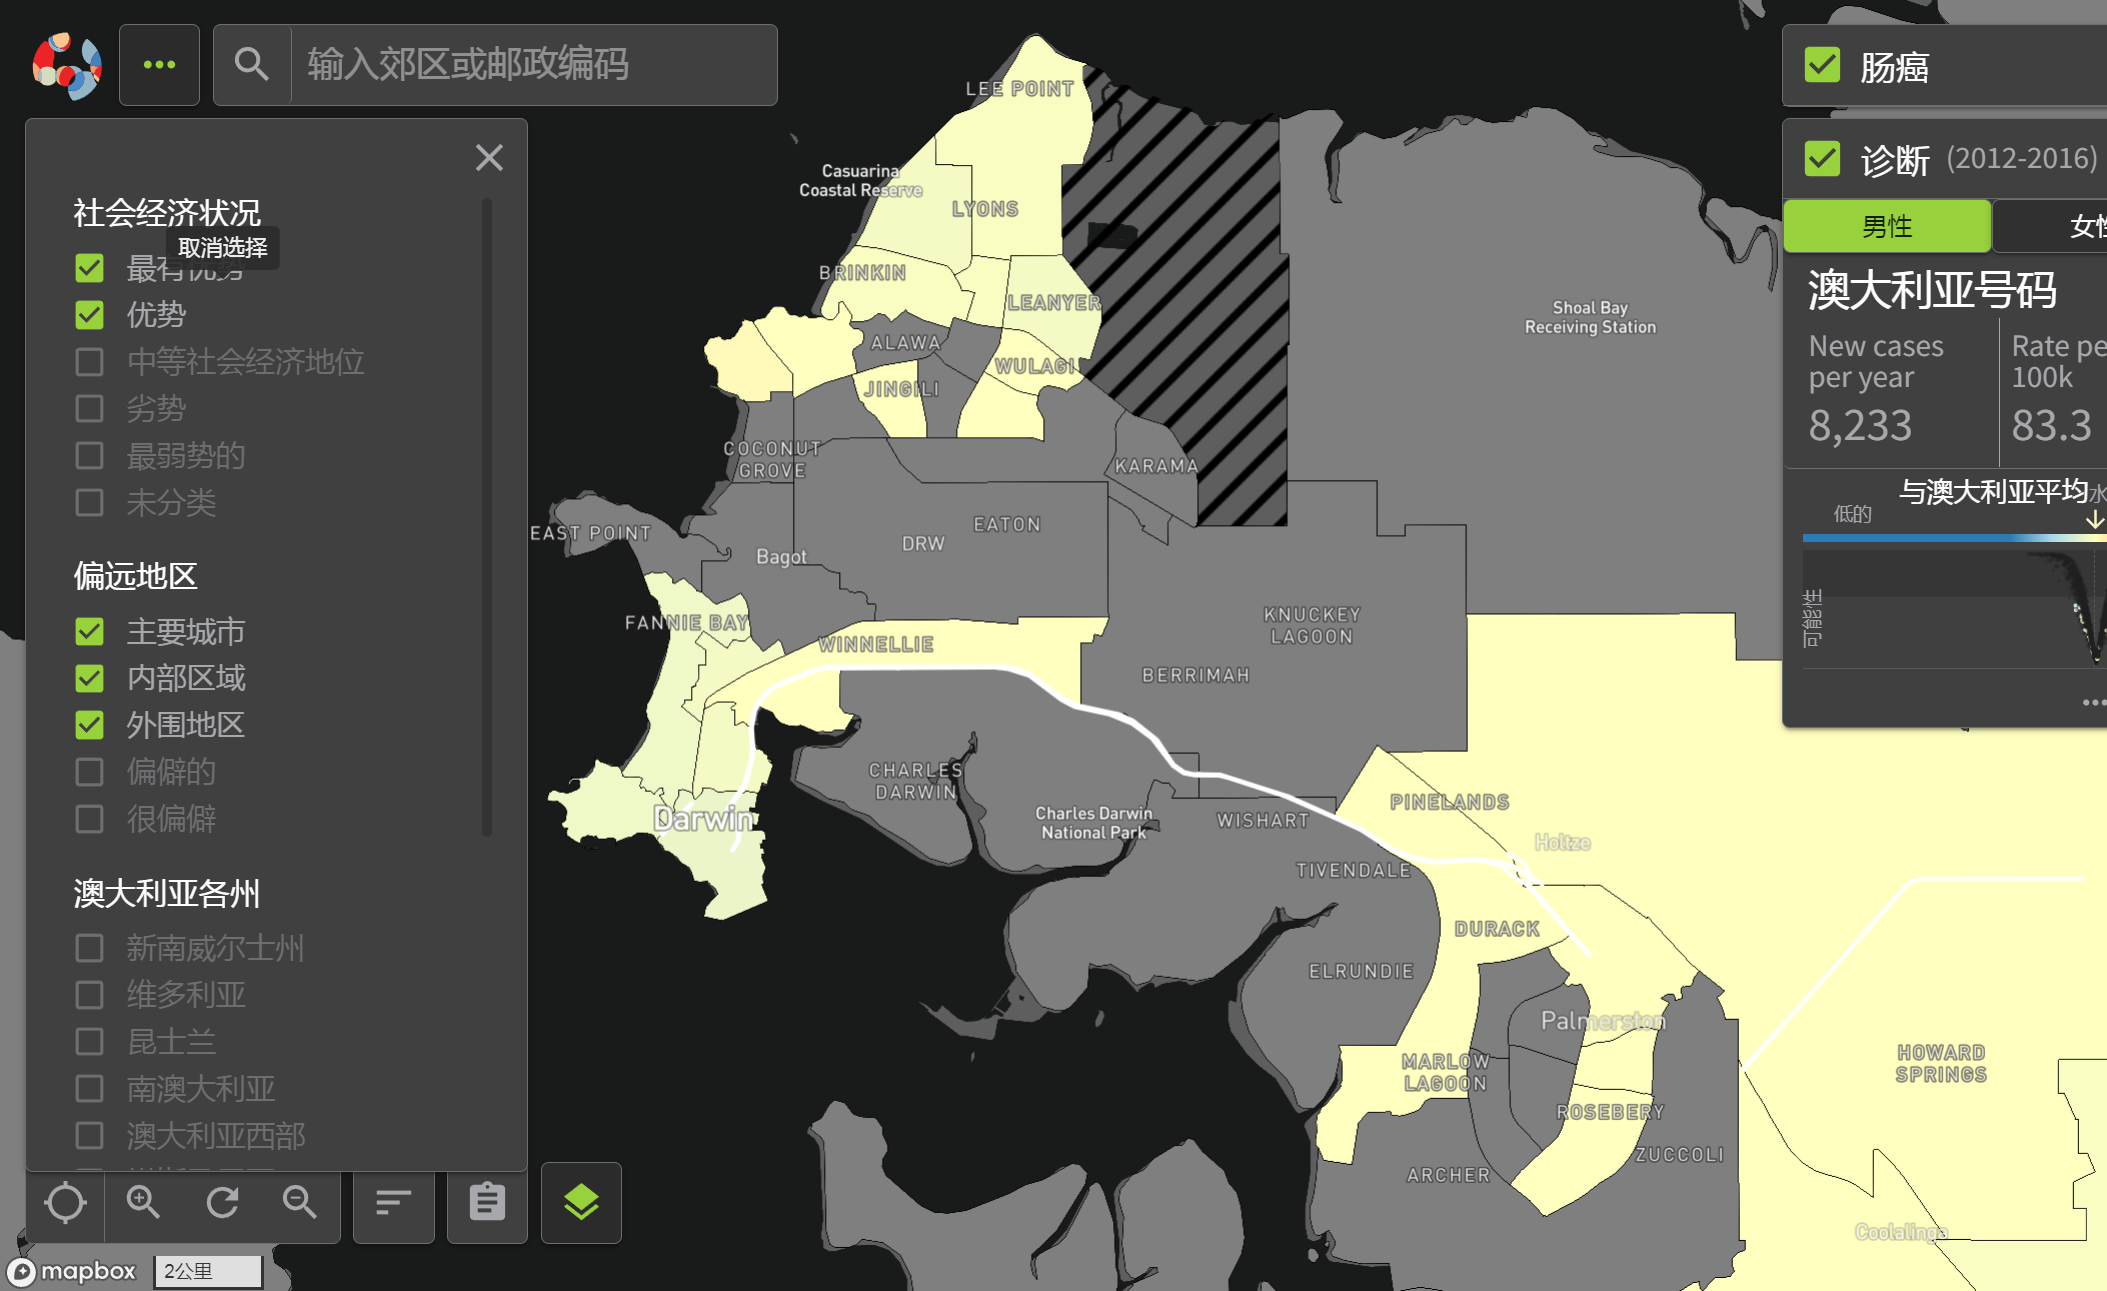 输入郊区或邮政编码
社会经济状况
取消选择
最有优势
优势
中等社会经济地位
劣势
最弱势的
未分类
偏远地区
主要城市
内部区域
外围地区
偏僻的
很偏僻
澳大利亚各州
新南威尔士州
维多利亚
昆士兰
南澳大利亚
澳大利亚西部
mapbox
2公里
LEE POINT
Casuarina
Coastal Reserve
LYONS
BRINKIN
LEANYER
ALAWA
WULAGI
JINGILI
COCONUT
GROVE
KARAMA
EAST POINT
EATON
DRW
Bagot
FANNIE BAY
WINNELLIE
KNUCKEY
LAGOON
BERRIMAH
Shoal Bay
Receiving Station
CHARLES
DARWIN
Darwin
Charles Darwin
National Park
WISHART
PINELANDS
Holtze
TIVENDALE
DURACK
ELRUNDIE
Palmerston
MARLOW
LAGOON
HOWARD
SPRINGS
ROSEBERY
ZUCCOLI
ARCHER
Coolalinga
肠癌
诊断 (2012-2016)
男性
女性
澳大利亚号码
New cases
per year
8,233
Rate pe
100k
83.3
与澳大利亚平均水
低的
可能性